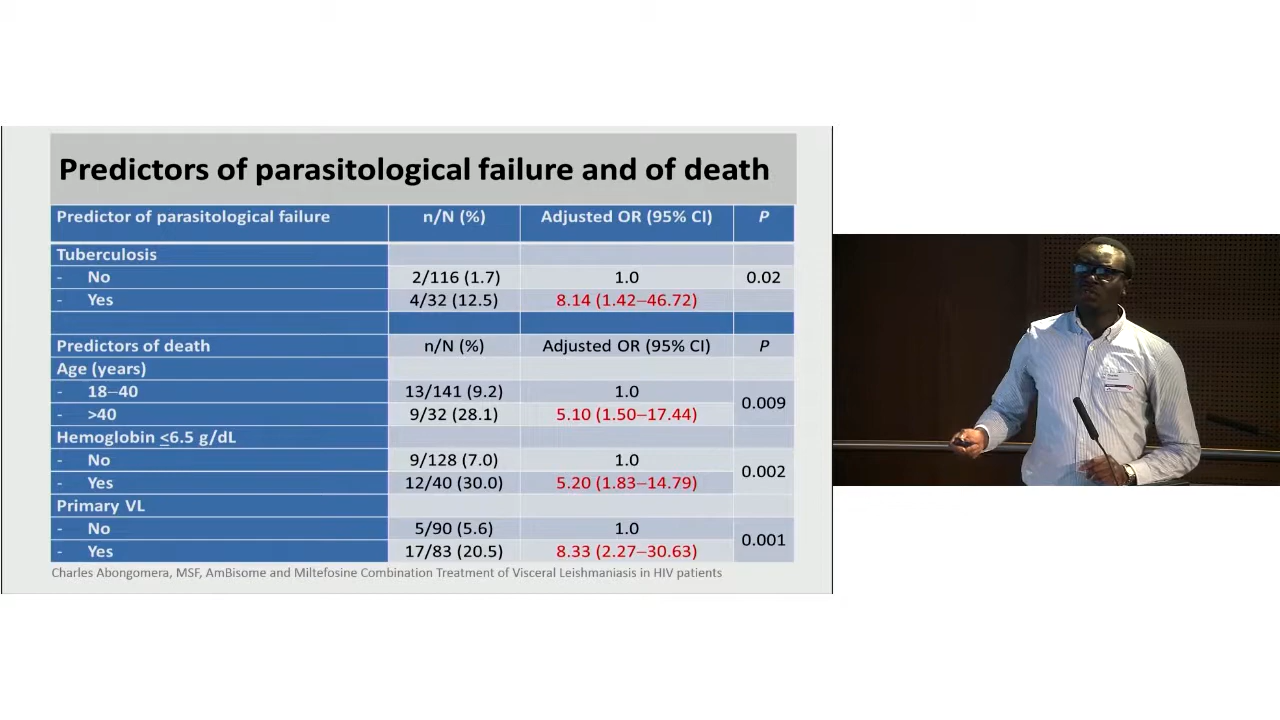 Predictors of parasitological failure and of death
Predictor of parasitological failure n/N (%) Adjusted OR (95% CI) P
Tuberculosis
- No 2/116 (1.7) 1.0 0.02
- Yes 4/32 (12.5) 8.14 (1.42–46.72)
Predictors of death n/N (%) Adjusted OR (95% CI) P
Age (years)
- 18–40 13/141 (9.2) 1.0
0.009
- >40 9/32 (28.1) 5.10 (1.50–17.44)
Hemoglobin ≤6.5 g/dL
- No 9/128 (7.0) 1.0
0.002
- Yes 12/40 (30.0) 5.20 (1.83–14.79)
Primary VL
- No 5/90 (5.6) 1.0
0.001
- Yes 17/83 (20.5) 8.33 (2.27–30.63)
Charles Abongomera, MSF, AmBisome and Miltefosine Combination Treatment of Visceral Leishmaniasis in HIV patients